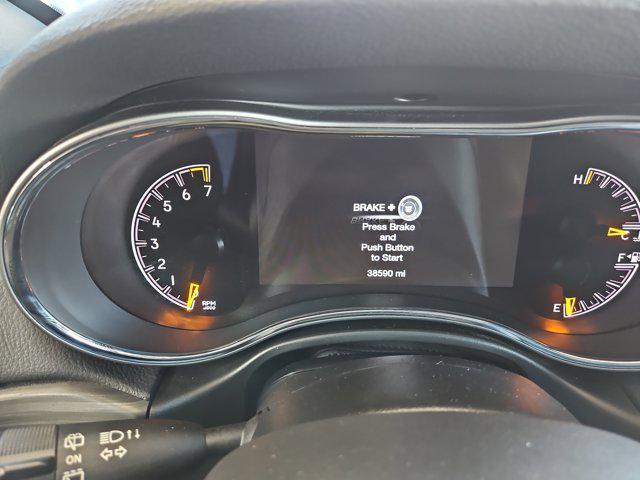 7
6
5
4
3
2
1
RPM
x1000
BRAKE +
Press Brake
and
Push Button
to Start
38590 mi
H
C
F
E
ON